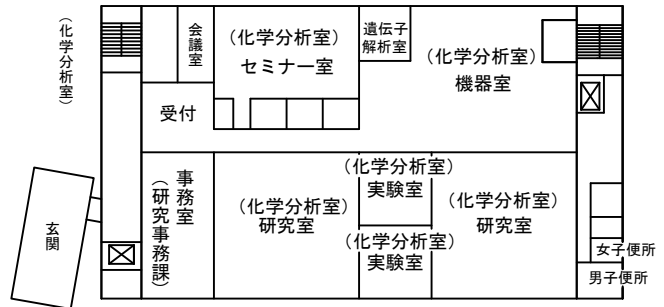 (化学分析室)
会議室
(化学分析室)
セミナー室
遺伝子
解析室
(化学分析室)
機器室
受付
事務室
(研究事務課)
(化学分析室)
研究室
(化学分析室)
実験室
(化学分析室)
実験室
(化学分析室)
研究室
玄関
女子便所
男子便所